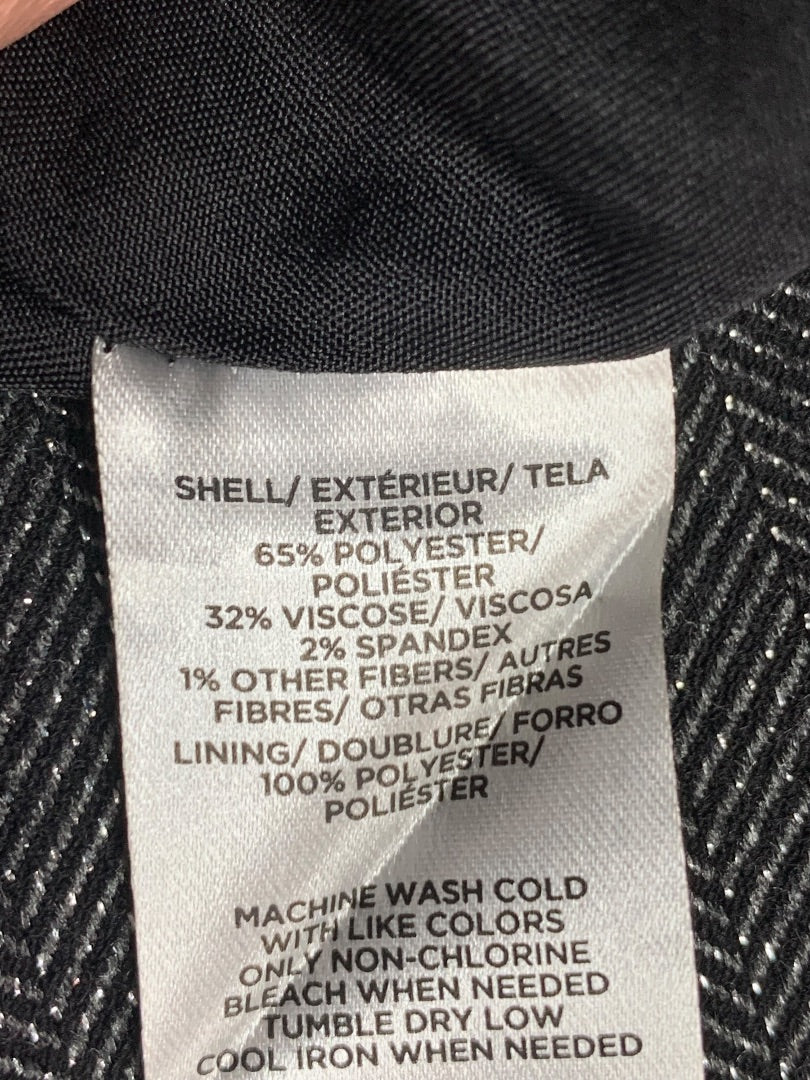 SHELL/ EXTÉRIEUR/ TELA
EXTERIOR
65% POLYESTER/
POLIÉSTER
32% VISCOSE/ VISCOSA
2% SPANDEX
1% OTHER FIBERS/ AUTRES
FIBRES/ OTRAS FIBRAS
LINING/ DOUBLURE/ FORRO
100% POLYESTER/
POLIÉSTER
MACHINE WASH COLD
WITH LIKE COLORS
ONLY NON-CHLORINE
BLEACH WHEN NEEDED
TUMBLE DRY LOW
COOL IRON WHEN NEEDED